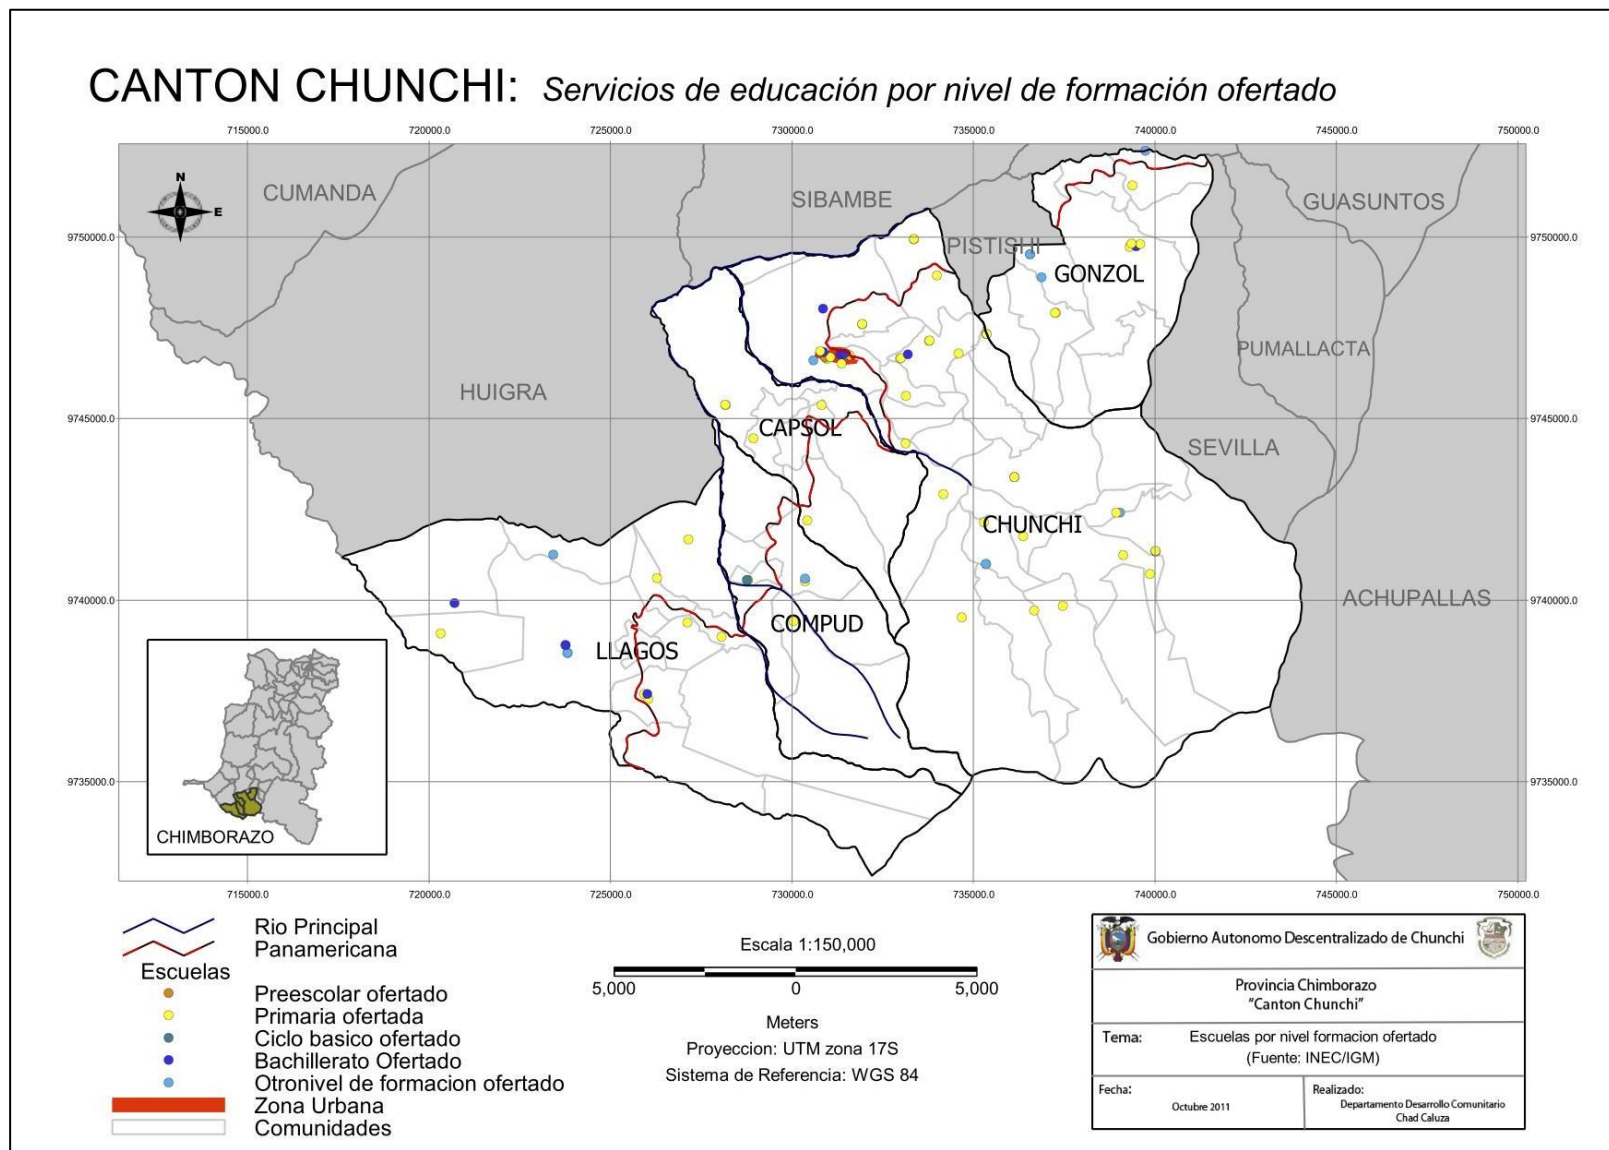 CANTON CHUNCHI: Servicios de educación por nivel de formación ofertado
715000.0 720000.0 725000.0 730000.0 735000.0 740000.0 745000.0 750000.0
N
E
CUMANDA
SIBAMBE
GUASUNTOS
9750000.0
PISTISHI
9750000.0
GONZOL
PUMALLACTA
HUIGRA
9745000.0
CAPSOL
9745000.0
SEVILLA
CHUNCHI
9740000.0
ACHUPALLAS
9740000.0
COMPUD
LLAGOS
9735000.0
9735000.0
CHIMBORAZO
715000.0 720000.0 725000.0 730000.0 735000.0 740000.0 745000.0 750000.0
Rio Principal
Panamericana
Escuelas
Preescolar ofertado
Primaria ofertada
Ciclo basico ofertado
Bachillerato Ofertado
Otronivel de formacion ofertado
Zona Urbana
Comunidades
Escala 1:150,000
5,000 0 5,000
Meters
Proyeccion: UTM zona 17S
Sistema de Referencia: WGS 84
Gobierno Autonomo Descentralizado de Chunchi
Provincia Chimborazo
"Canton Chunchi"
Tema: Escuelas por nivel formacion ofertado
(Fuente: INEC/IGM)
Fecha:
Octubre 2011
Realizado:
Departamento Desarrollo Comunitario
Chad Caluza